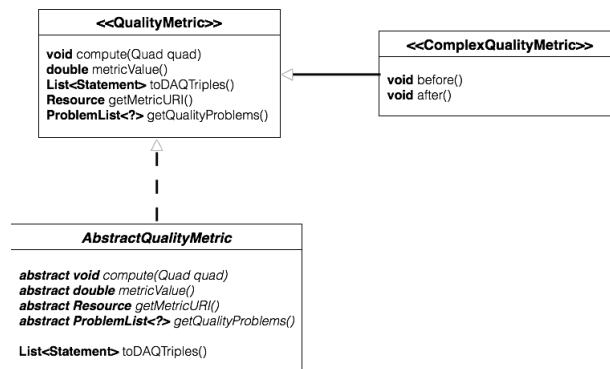 <<QualityMetric>>
void compute(Quad quad)
double metricValue()
List<Statement> toDAQTriples()
Resource getMetricURI()
ProblemList<?> getQualityProblems()
<<ComplexQualityMetric>>
void before()
void after()
AbstractQualityMetric
abstract void compute(Quad quad)
abstract double metricValue()
abstract Resource getMetricURI()
abstract ProblemList<?> getQualityProblems()
List<Statement> toDAQTriples()